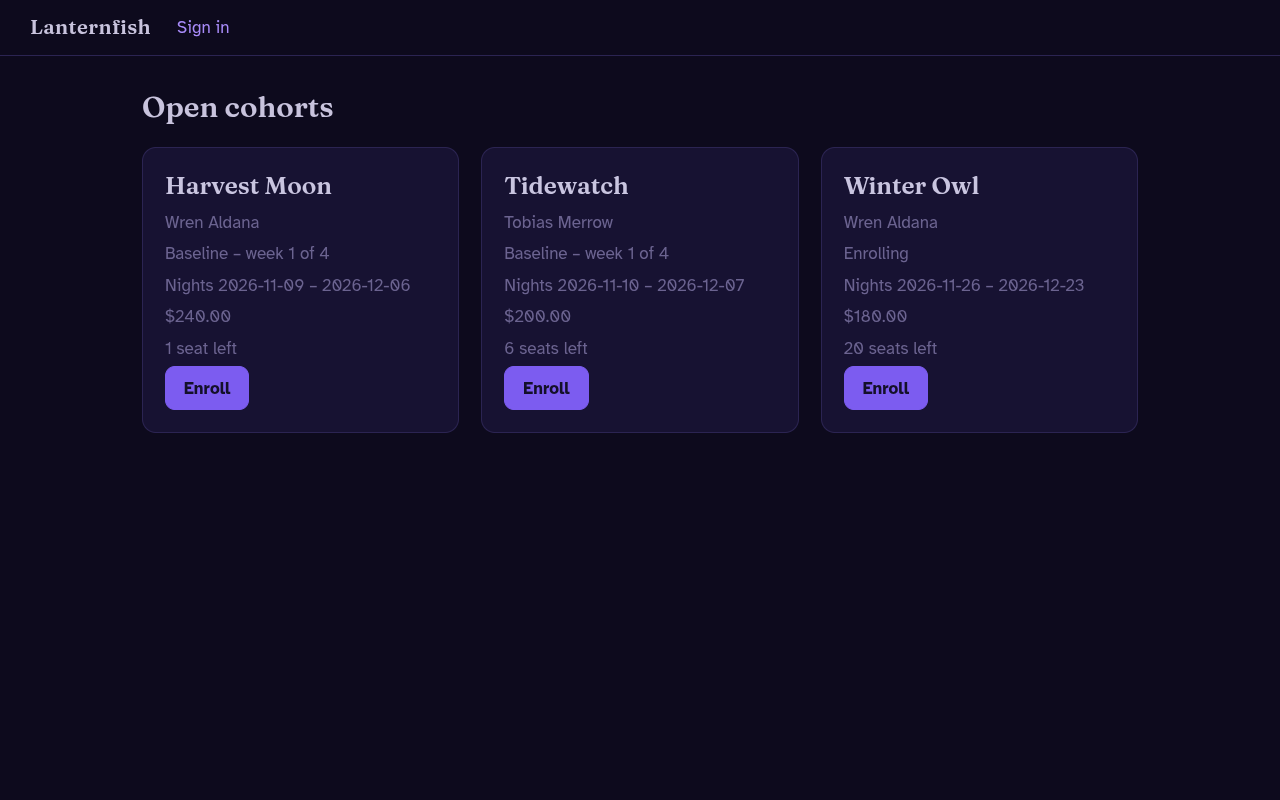 Lanternfish
Sign in
Open cohorts
Harvest Moon
Wren Aldana
Baseline – week 1 of 4
Nights 2026-11-09 – 2026-12-06
$240.00
1 seat left
Enroll
Tidewatch
Tobias Merrow
Baseline – week 1 of 4
Nights 2026-11-10 – 2026-12-07
$200.00
6 seats left
Enroll
Winter Owl
Wren Aldana
Enrolling
Nights 2026-11-26 – 2026-12-23
$180.00
20 seats left
Enroll